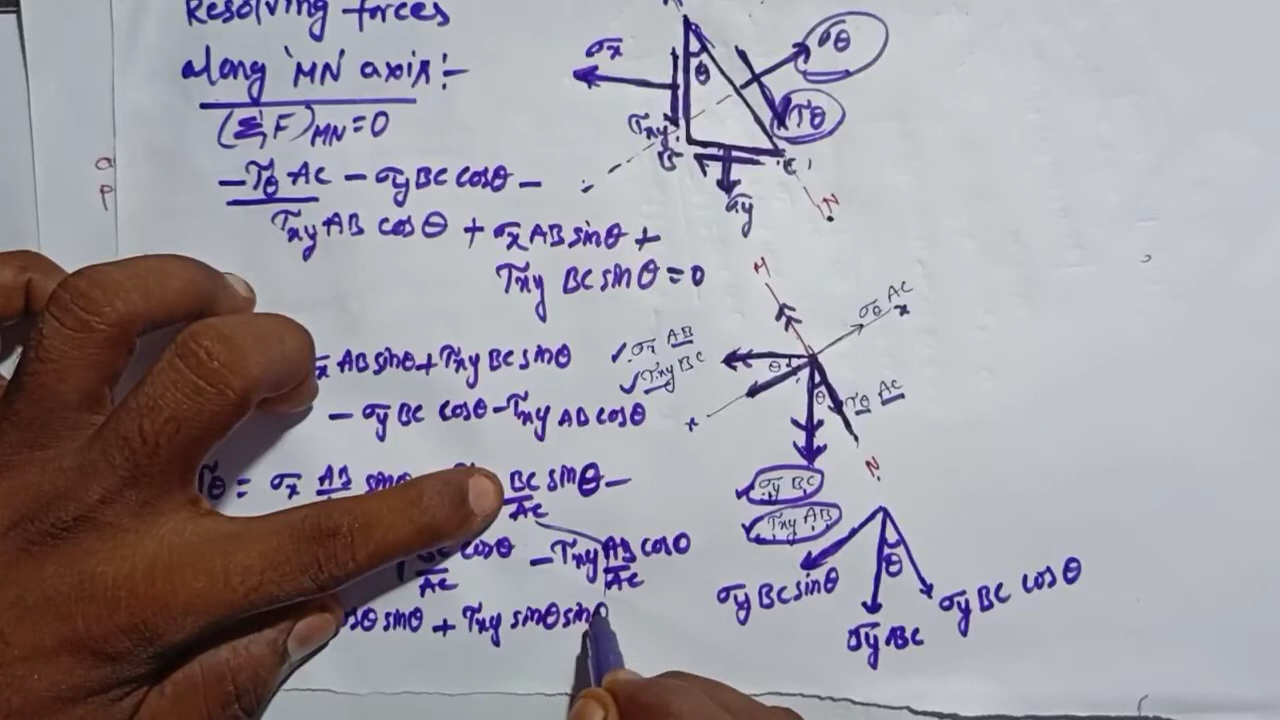 Resolving forces
along MN axis:-
(ΣF)MN=0
-τθ AC - σy BC cosθ -
τxy AB cosθ + σx AB sinθ +
τxy BC sinθ = 0
x AB sinθ + τxy BC sinθ
- σy BC cosθ - τxy AB cosθ
τθ = σx AB sinθ BC/AC sinθ -
/AC cosθ - τxy AB/AC cosθ
osθ sinθ + τxy sinθ sinθ
a
p
σx
θ
σθ
τθ
τxy
B
C
σy
N
M
σθ AC
x
σx AB
τxy BC
θ
θ
τθ AC
x
N
σy BC
τxy AB
θ
σy BC sinθ
σy BC cosθ
σy BC